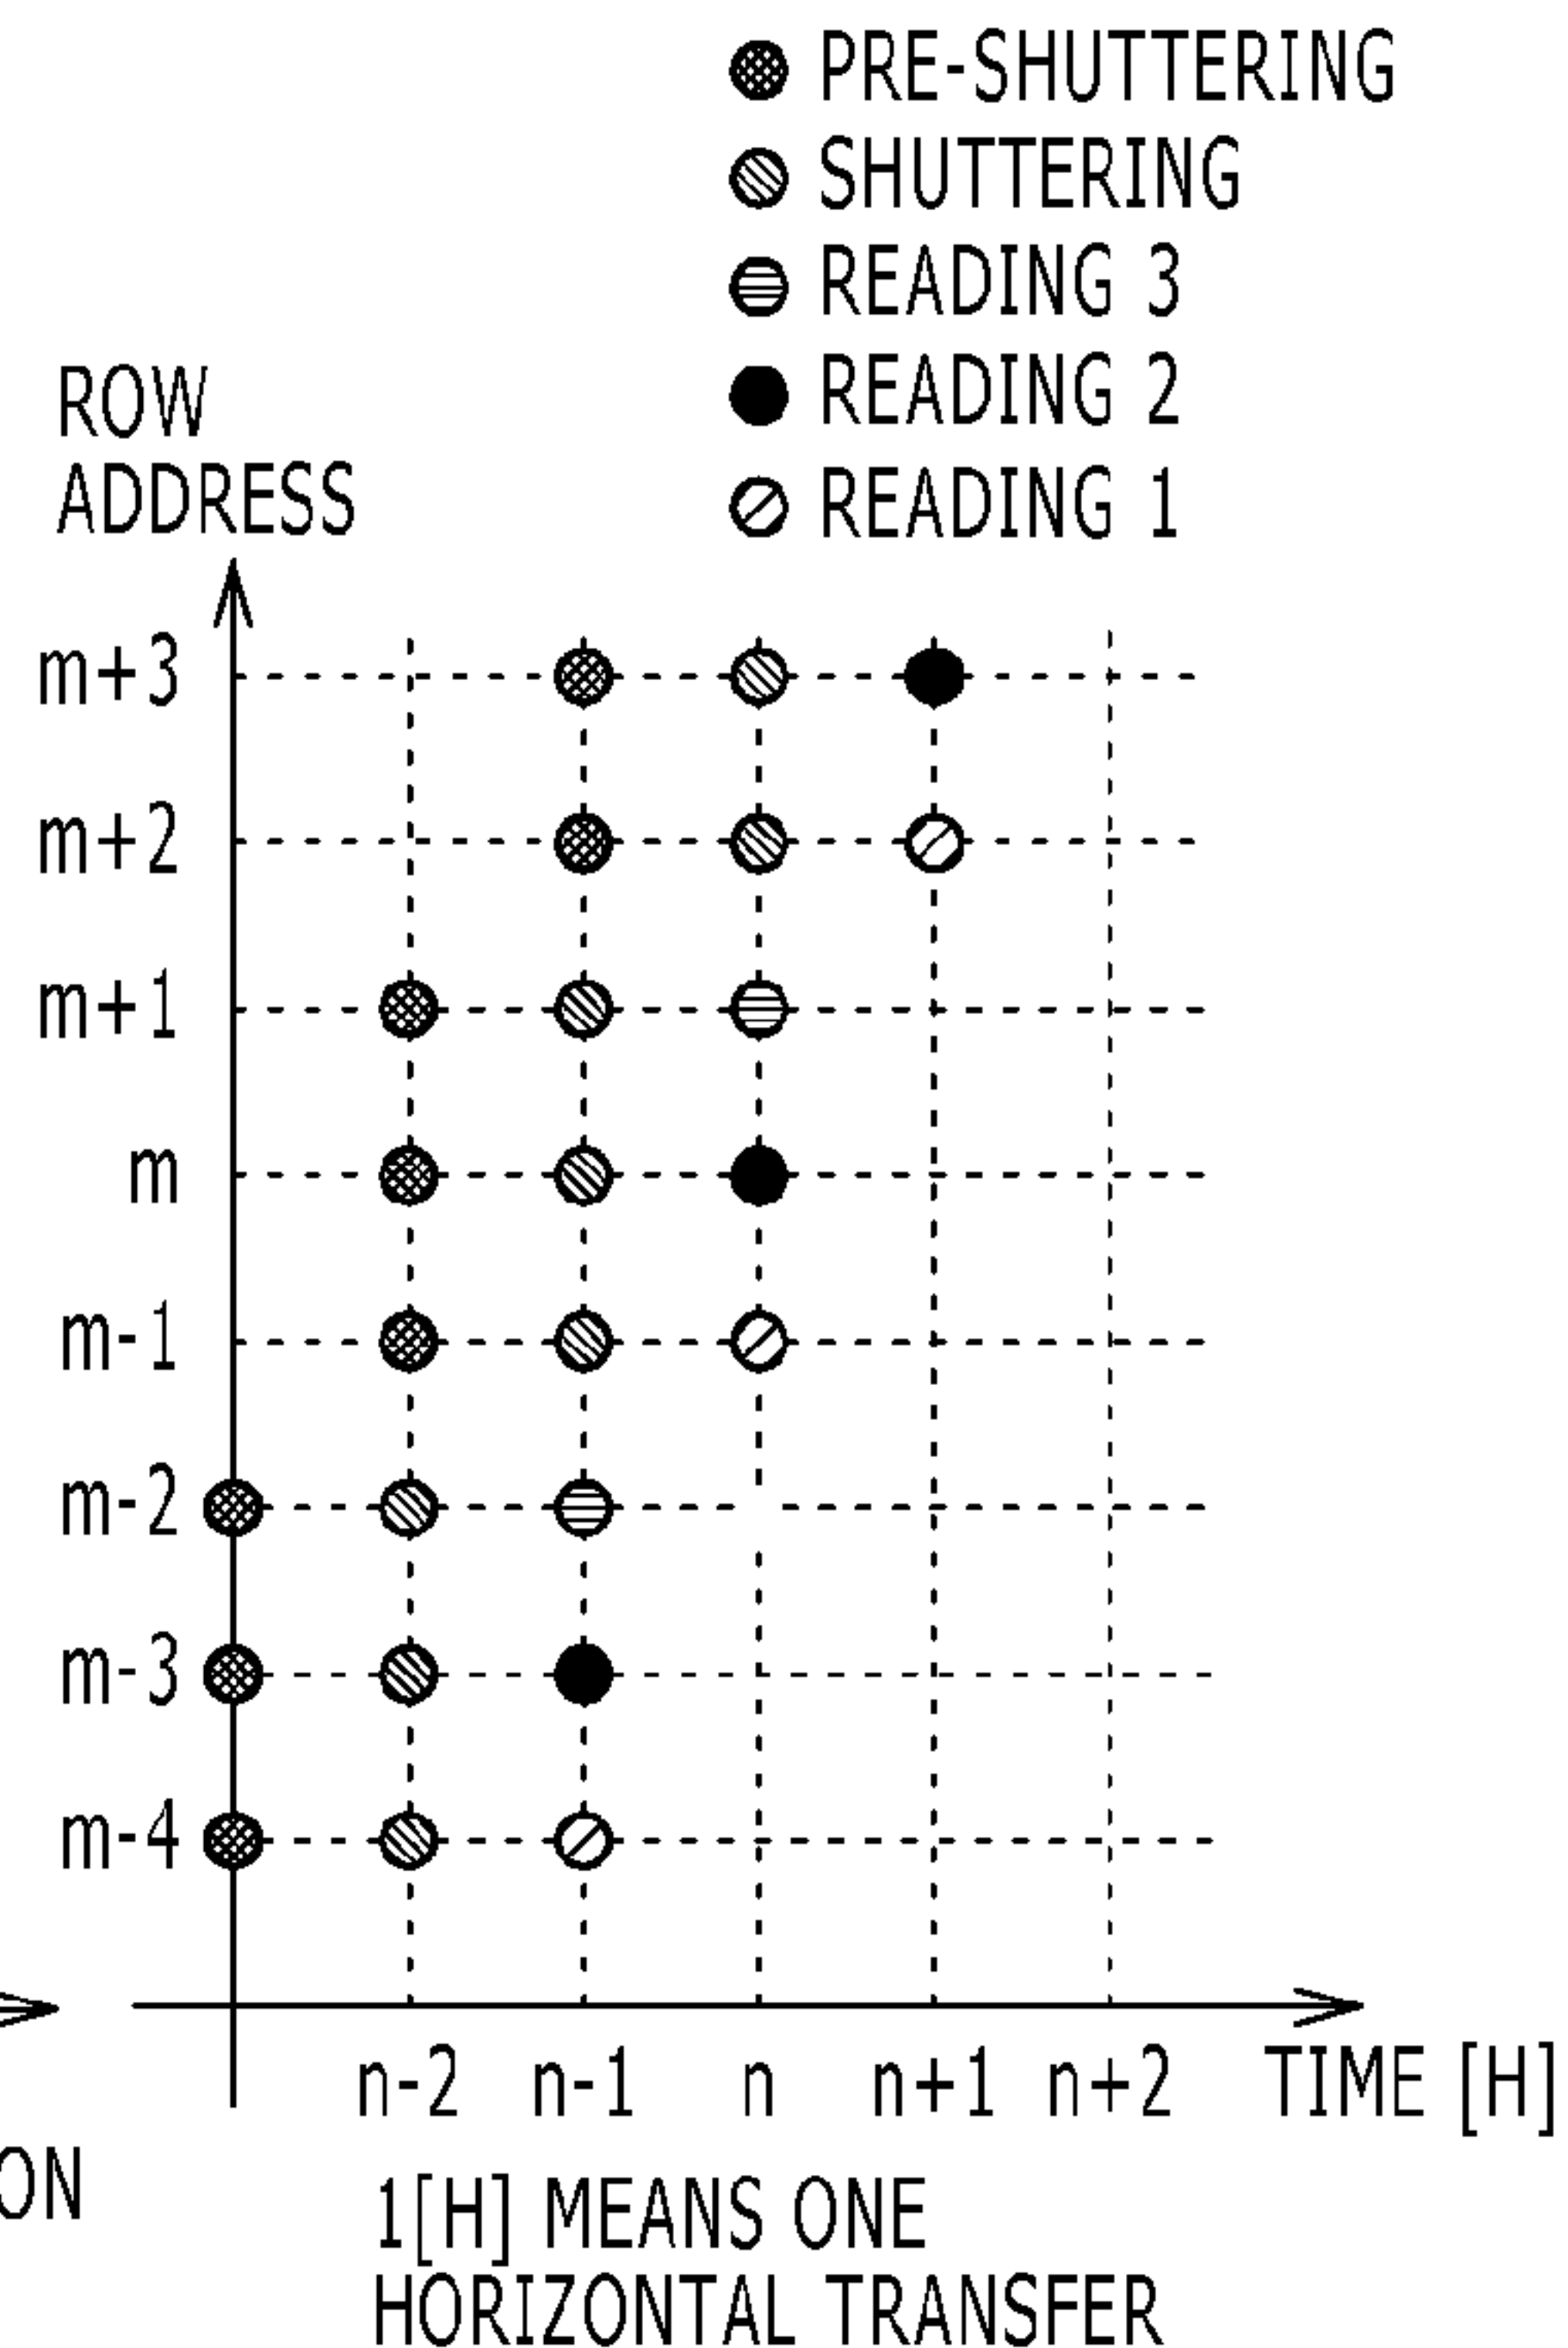 PRE-SHUTTERING
SHUTTERING
READING 3
READING 2
READING 1
ROW
ADDRESS
m+3
m+2
m+1
m
m-1
m-2
m-3
m-4
n-2 n-1 n n+1 n+2 TIME [H]
ON
1[H] MEANS ONE
HORIZONTAL TRANSFER